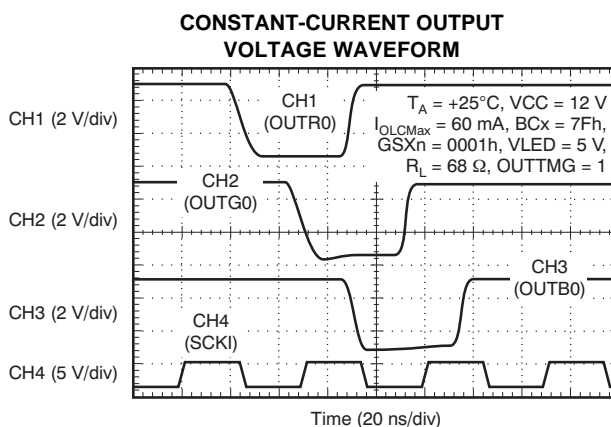 CONSTANT-CURRENT OUTPUT
VOLTAGE WAVEFORM
CH1 (2 V/div)
CH1
(OUTR0)
T_A = +25°C, VCC = 12 V
I_OLCMax = 60 mA, BCx = 7Fh,
GSXn = 0001h, VLED = 5 V,
R_L = 68 Ω, OUTTMG = 1
CH2
(OUTG0)
CH2 (2 V/div)
CH3
(OUTB0)
CH3 (2 V/div)
CH4
(SCKI)
CH4 (5 V/div)
Time (20 ns/div)